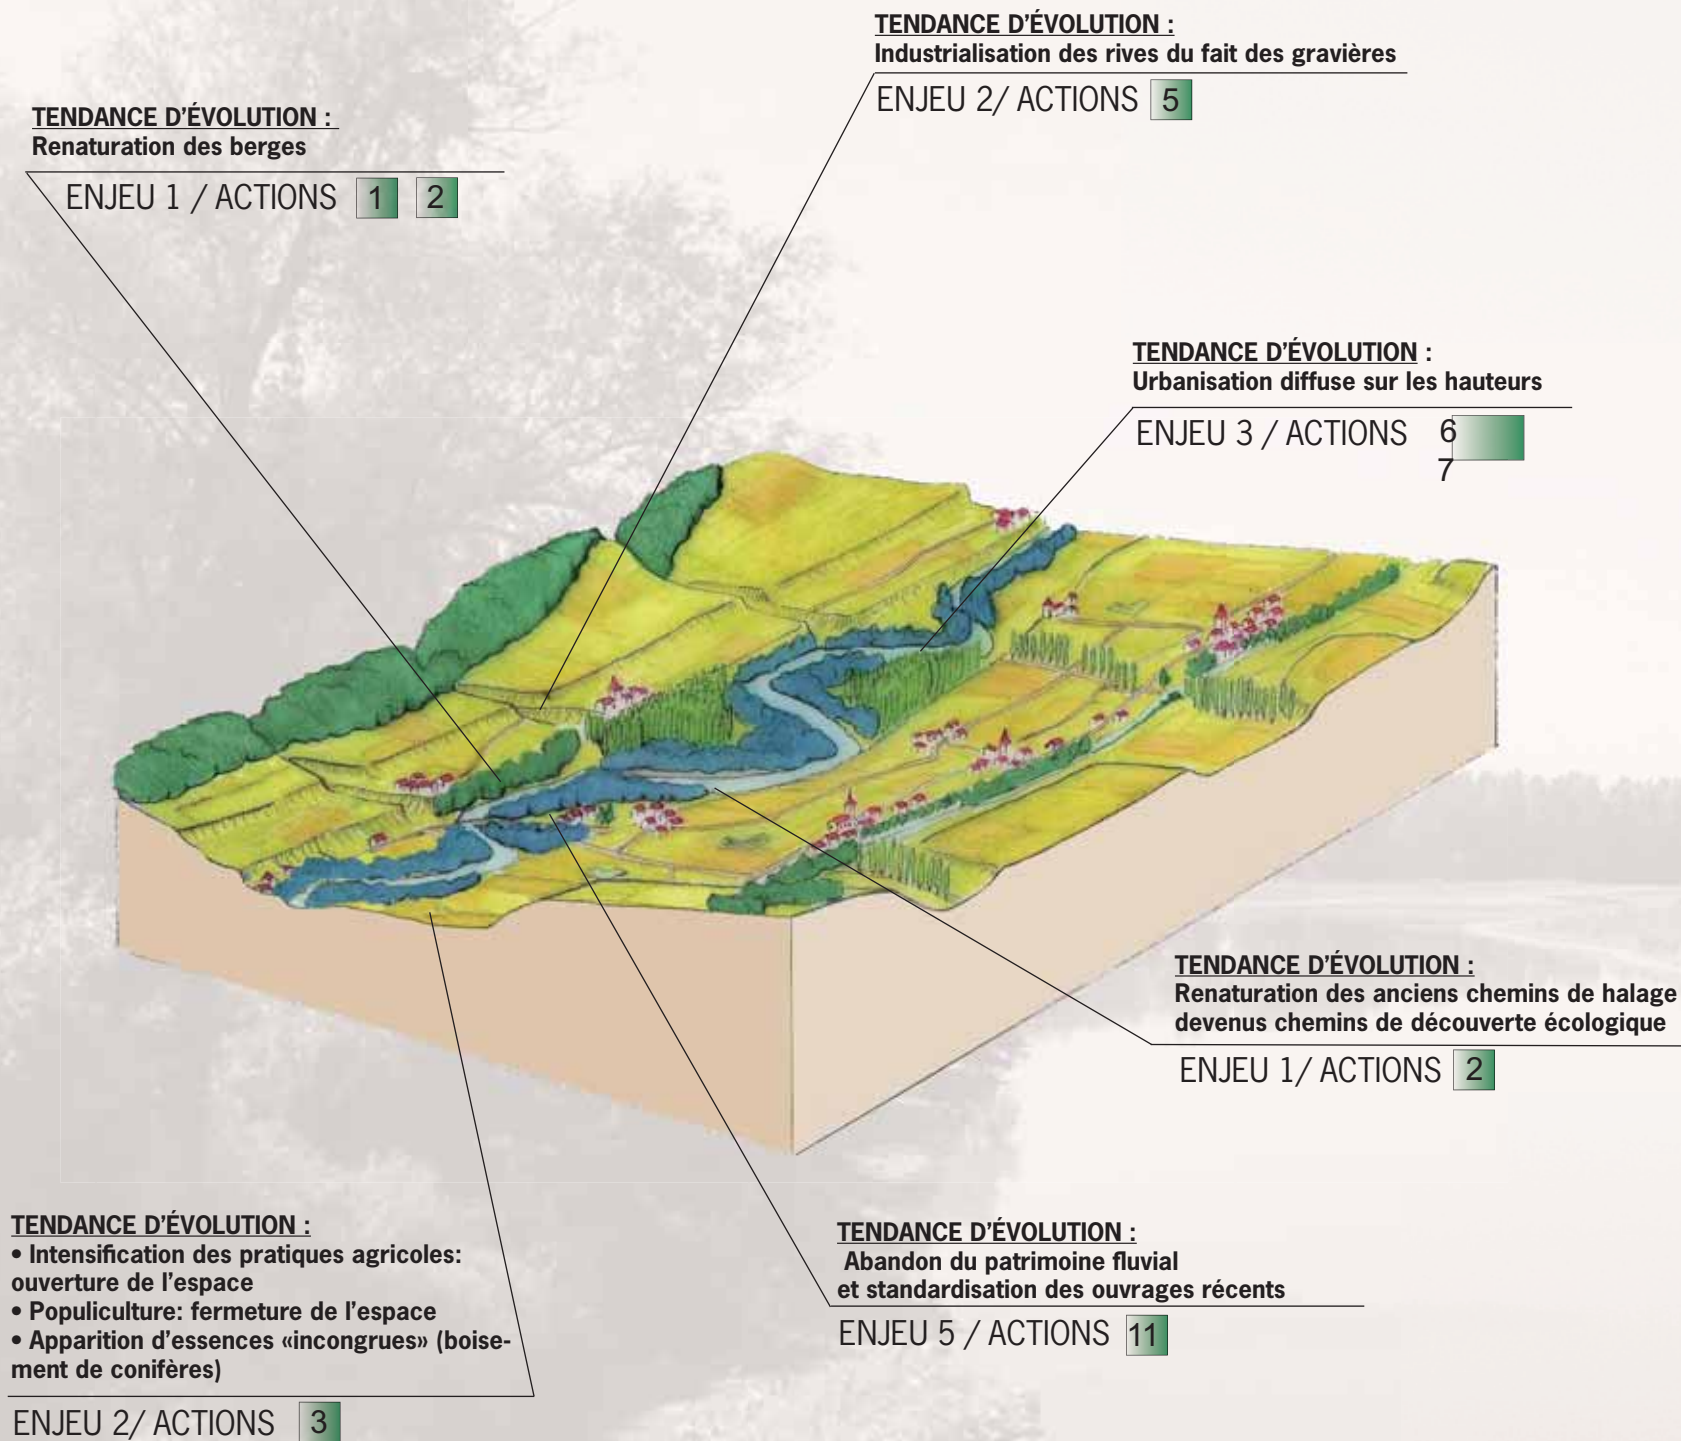 TENDANCE D'ÉVOLUTION :
Industrialisation des rives du fait des gravières
ENJEU 2/ ACTIONS 5
TENDANCE D'ÉVOLUTION :
Renaturation des berges
ENJEU 1 / ACTIONS 1 2
TENDANCE D'ÉVOLUTION :
Urbanisation diffuse sur les hauteurs
ENJEU 3 / ACTIONS 6
7
TENDANCE D'ÉVOLUTION :
Renaturation des anciens chemins de halage
devenus chemins de découverte écologique
ENJEU 1/ ACTIONS 2
TENDANCE D'ÉVOLUTION :
• Intensification des pratiques agricoles:
ouverture de l'espace
• Populiculture: fermeture de l'espace
• Apparition d'essences «incongrues» (boise-
ment de conifères)
ENJEU 2/ ACTIONS 3
TENDANCE D'ÉVOLUTION :
Abandon du patrimoine fluvial
et standardisation des ouvrages récents
ENJEU 5 / ACTIONS 11